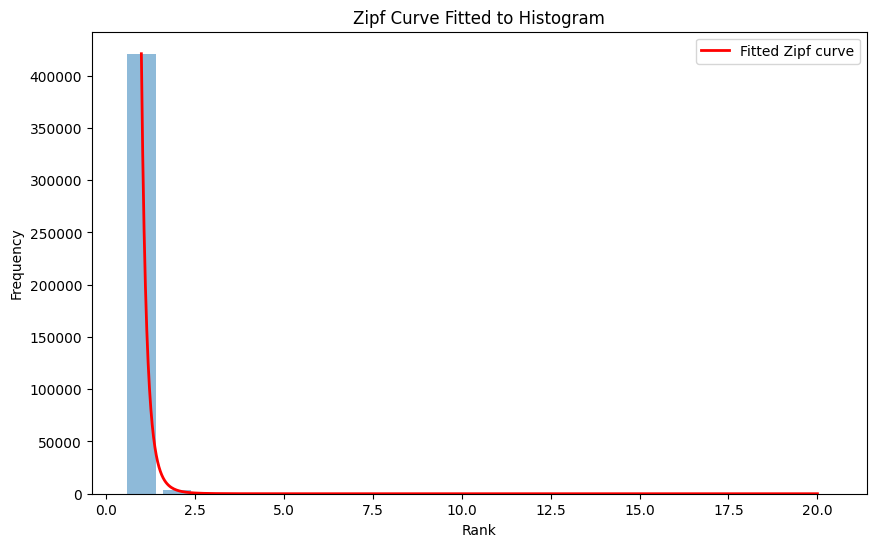 Zipf Curve Fitted to Histogram
Fitted Zipf curve
Frequency
400000
350000
300000
250000
200000
150000
100000
50000
0
0.0 2.5 5.0 7.5 10.0 12.5 15.0 17.5 20.0
Rank